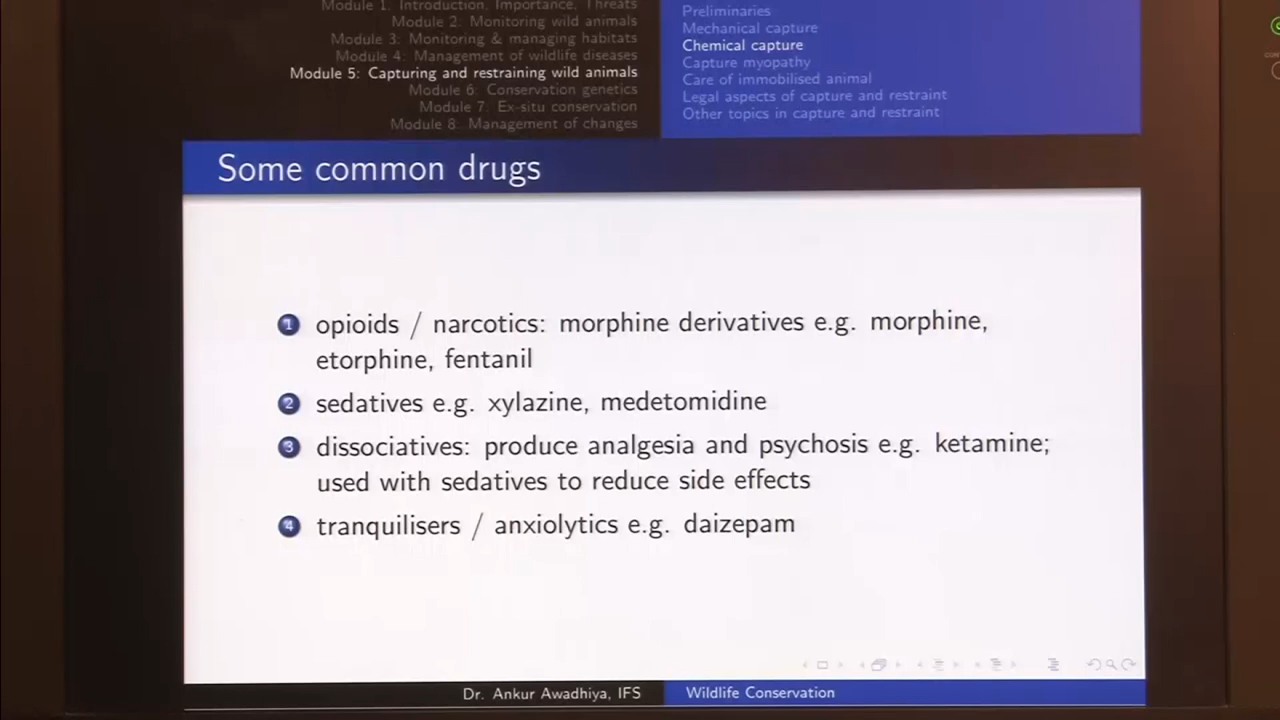 Module 1: Introduction, Importance, Threats
Module 2: Monitoring wild animals
Module 3: Monitoring & managing habitats
Module 4: Management of wildlife diseases
Module 5: Capturing and restraining wild animals
Module 6: Conservation genetics
Module 7: Ex-situ conservation
Module 8: Management of changes
Preliminaries
Mechanical capture
Chemical capture
Capture myopathy
Care of immobilised animal
Legal aspects of capture and restraint
Other topics in capture and restraint
Some common drugs
1 opioids / narcotics: morphine derivatives e.g. morphine,
etorphine, fentanil
2 sedatives e.g. xylazine, medetomidine
3 dissociatives: produce analgesia and psychosis e.g. ketamine;
used with sedatives to reduce side effects
4 tranquilisers / anxiolytics e.g. daizepam
Dr. Ankur Awadhiya, IFS
Wildlife Conservation